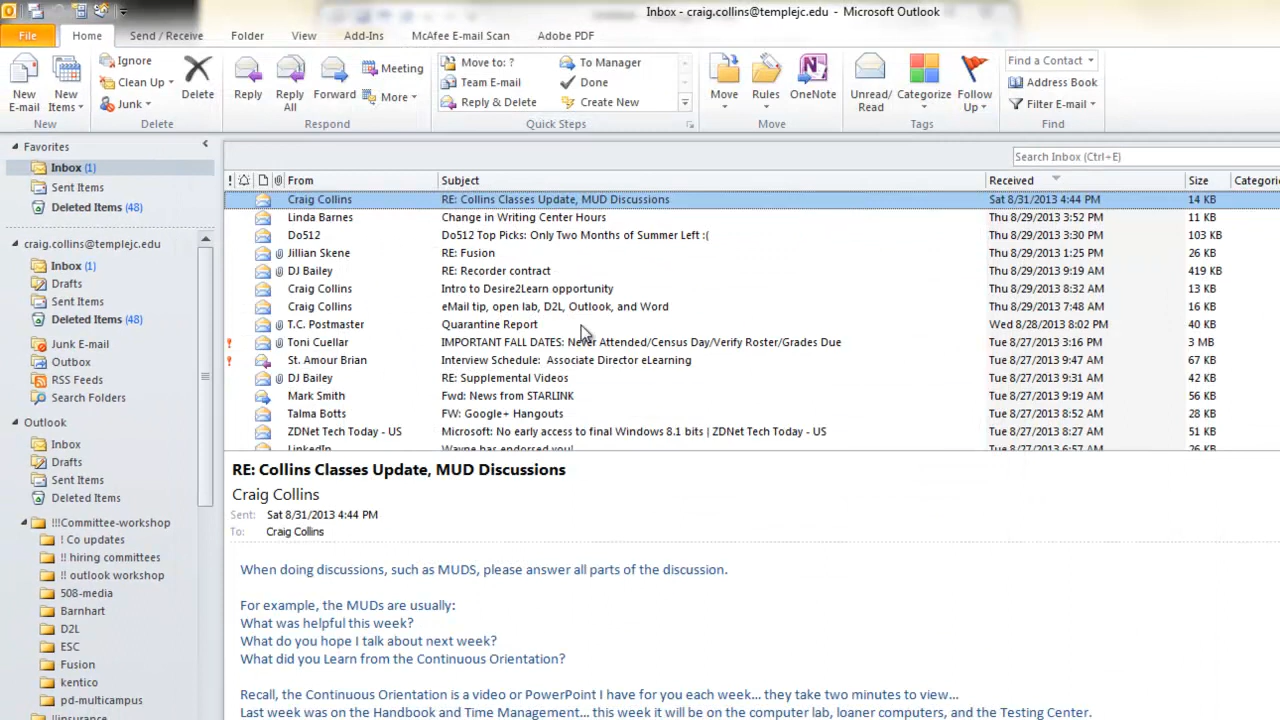 Inbox - craig.collins@templejc.edu - Microsoft Outlook
File Home Send / Receive Folder View Add-Ins McAfee E-mail Scan Adobe PDF
New E-mail New Items Ignore Clean Up Junk Delete Reply Reply All Forward Meeting More Move to: ? Team E-mail Reply & Delete To Manager Done Create New Move Rules OneNote Unread/ Read Categorize Follow Up Find a Contact Address Book Filter E-mail
New Delete Respond Quick Steps Move Tags Find
Favorites
Inbox (1)
Sent Items
Deleted Items (48)
craig.collins@templejc.edu
Inbox (1)
Drafts
Sent Items
Deleted Items (48)
Junk E-mail
Outbox
RSS Feeds
Search Folders
Outlook
Inbox
Drafts
Sent Items
Deleted Items
!!!Committee-workshop
! Co updates
!! hiring committees
!! outlook workshop
508-media
Barnhart
D2L
ESC
Fusion
kentico
pd-multicampus
!!insurance
Search Inbox (Ctrl+E)
! From Subject Received Size Categori
Craig Collins RE: Collins Classes Update, MUD Discussions Sat 8/31/2013 4:44 PM 14 KB
Linda Barnes Change in Writing Center Hours Thu 8/29/2013 3:52 PM 11 KB
Do512 Do512 Top Picks: Only Two Months of Summer Left :( Thu 8/29/2013 3:30 PM 103 KB
Jillian Skene RE: Fusion Thu 8/29/2013 1:25 PM 26 KB
DJ Bailey RE: Recorder contract Thu 8/29/2013 9:19 AM 419 KB
Craig Collins Intro to Desire2Learn opportunity Thu 8/29/2013 8:32 AM 13 KB
Craig Collins eMail tip, open lab, D2L, Outlook, and Word Thu 8/29/2013 7:48 AM 16 KB
T.C. Postmaster Quarantine Report Wed 8/28/2013 8:02 PM 40 KB
! Toni Cuellar IMPORTANT FALL DATES: Never Attended/Census Day/Verify Roster/Grades Due Tue 8/27/2013 3:16 PM 3 MB
! St. Amour Brian Interview Schedule: Associate Director eLearning Tue 8/27/2013 9:47 AM 67 KB
DJ Bailey RE: Supplemental Videos Tue 8/27/2013 9:31 AM 42 KB
Mark Smith Fwd: News from STARLINK Tue 8/27/2013 9:19 AM 56 KB
Talma Botts FW: Google+ Hangouts Tue 8/27/2013 8:52 AM 28 KB
ZDNet Tech Today - US Microsoft: No early access to final Windows 8.1 bits | ZDNet Tech Today - US Tue 8/27/2013 8:27 AM 51 KB
LinkedIn Wayne has endorsed you! Tue 8/27/2013 6:57 AM 26 KB
RE: Collins Classes Update, MUD Discussions
Craig Collins
Sent: Sat 8/31/2013 4:44 PM
To: Craig Collins
When doing discussions, such as MUDS, please answer all parts of the discussion.
For example, the MUDs are usually:
What was helpful this week?
What do you hope I talk about next week?
What did you Learn from the Continuous Orientation?
Recall, the Continuous Orientation is a video or PowerPoint I have for you each week... they take two minutes to view...
Last week was on the Handbook and Time Management... this week it will be on the computer lab, loaner computers, and the Testing Center.